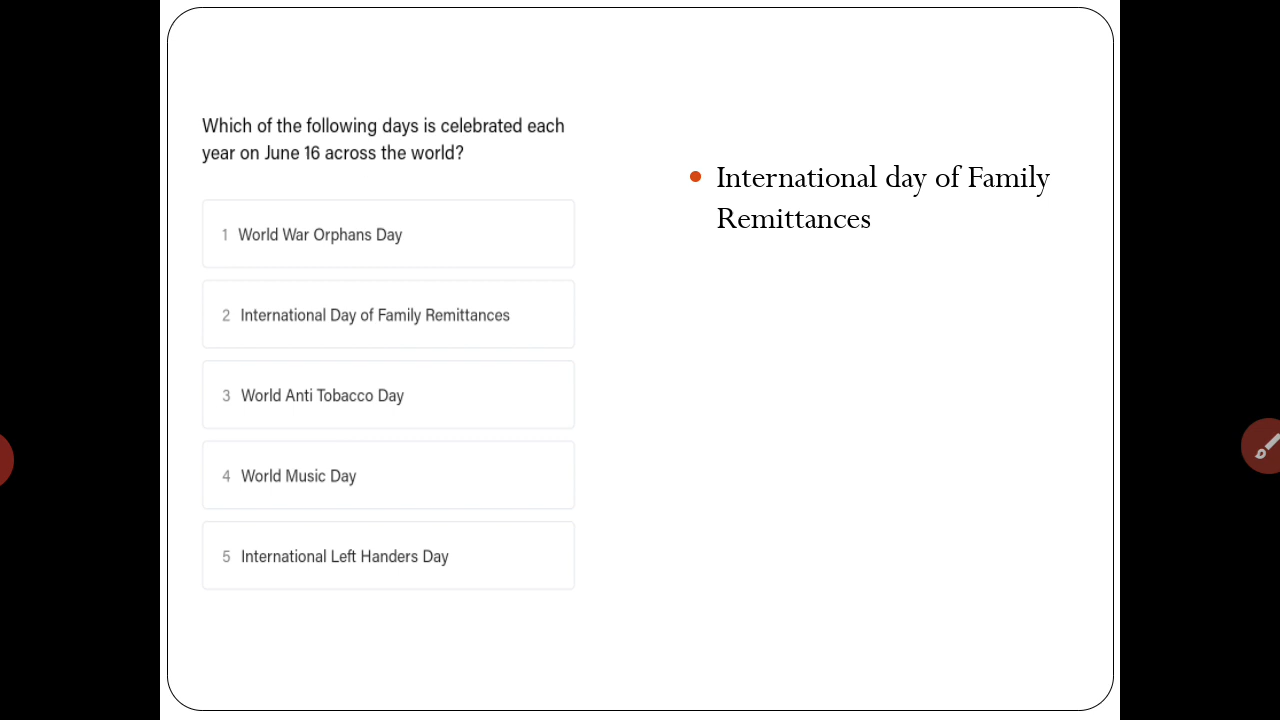 Which of the following days is celebrated each
year on June 16 across the world?
1 World War Orphans Day
2 International Day of Family Remittances
3 World Anti Tobacco Day
4 World Music Day
5 International Left Handers Day
International day of Family
Remittances